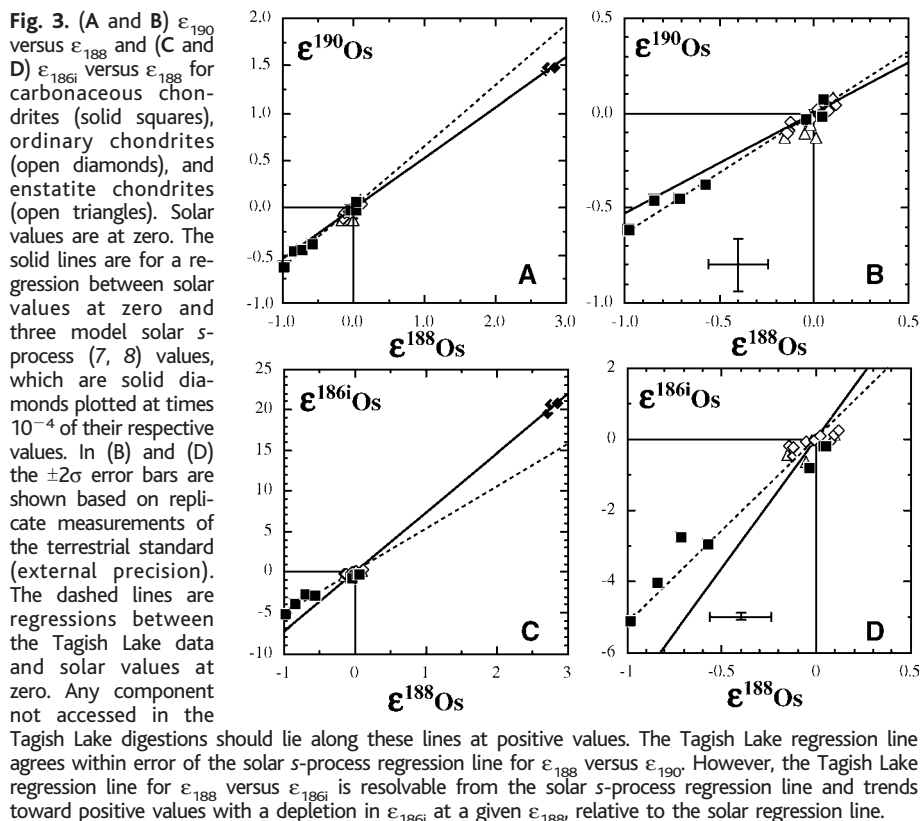 Fig. 3. (A and B) ε190
versus ε188 and (C and
D) ε186i versus ε188 for
carbonaceous chon-
drites (solid squares),
ordinary chondrites
(open diamonds), and
enstatite chondrites
(open triangles). Solar
values are at zero. The
solid lines are for a re-
gression between solar
values at zero and
three model solar s-
process (7, 8) values,
which are solid dia-
monds plotted at times
10−4 of their respective
values. In (B) and (D)
the ±2σ error bars are
shown based on repli-
cate measurements of
the terrestrial standard
(external precision).
The dashed lines are
regressions between
the Tagish Lake data
and solar values at
zero. Any component
not accessed in the
Tagish Lake digestions should lie along these lines at positive values. The Tagish Lake regression line
agrees within error of the solar s-process regression line for ε188 versus ε190. However, the Tagish Lake
regression line for ε188 versus ε186i is resolvable from the solar s-process regression line and trends
toward positive values with a depletion in ε186i at a given ε188, relative to the solar regression line.
2.0
ε190Os
1.5
1.0
0.5
0.0
-0.5
A
-1.0
-1.0 0.0 1.0 2.0 3.0
ε188Os
0.5
ε190Os
0.0
-0.5
B
-1.0
-1.0 -0.5 0.0 0.5
ε188Os
25
ε186iOs
20
15
10
5
0
-5
C
-10
-1 0 1 2 3
ε188Os
2
ε186iOs
0
-2
-4
D
-6
-1 -0.5 0 0.5
ε188Os